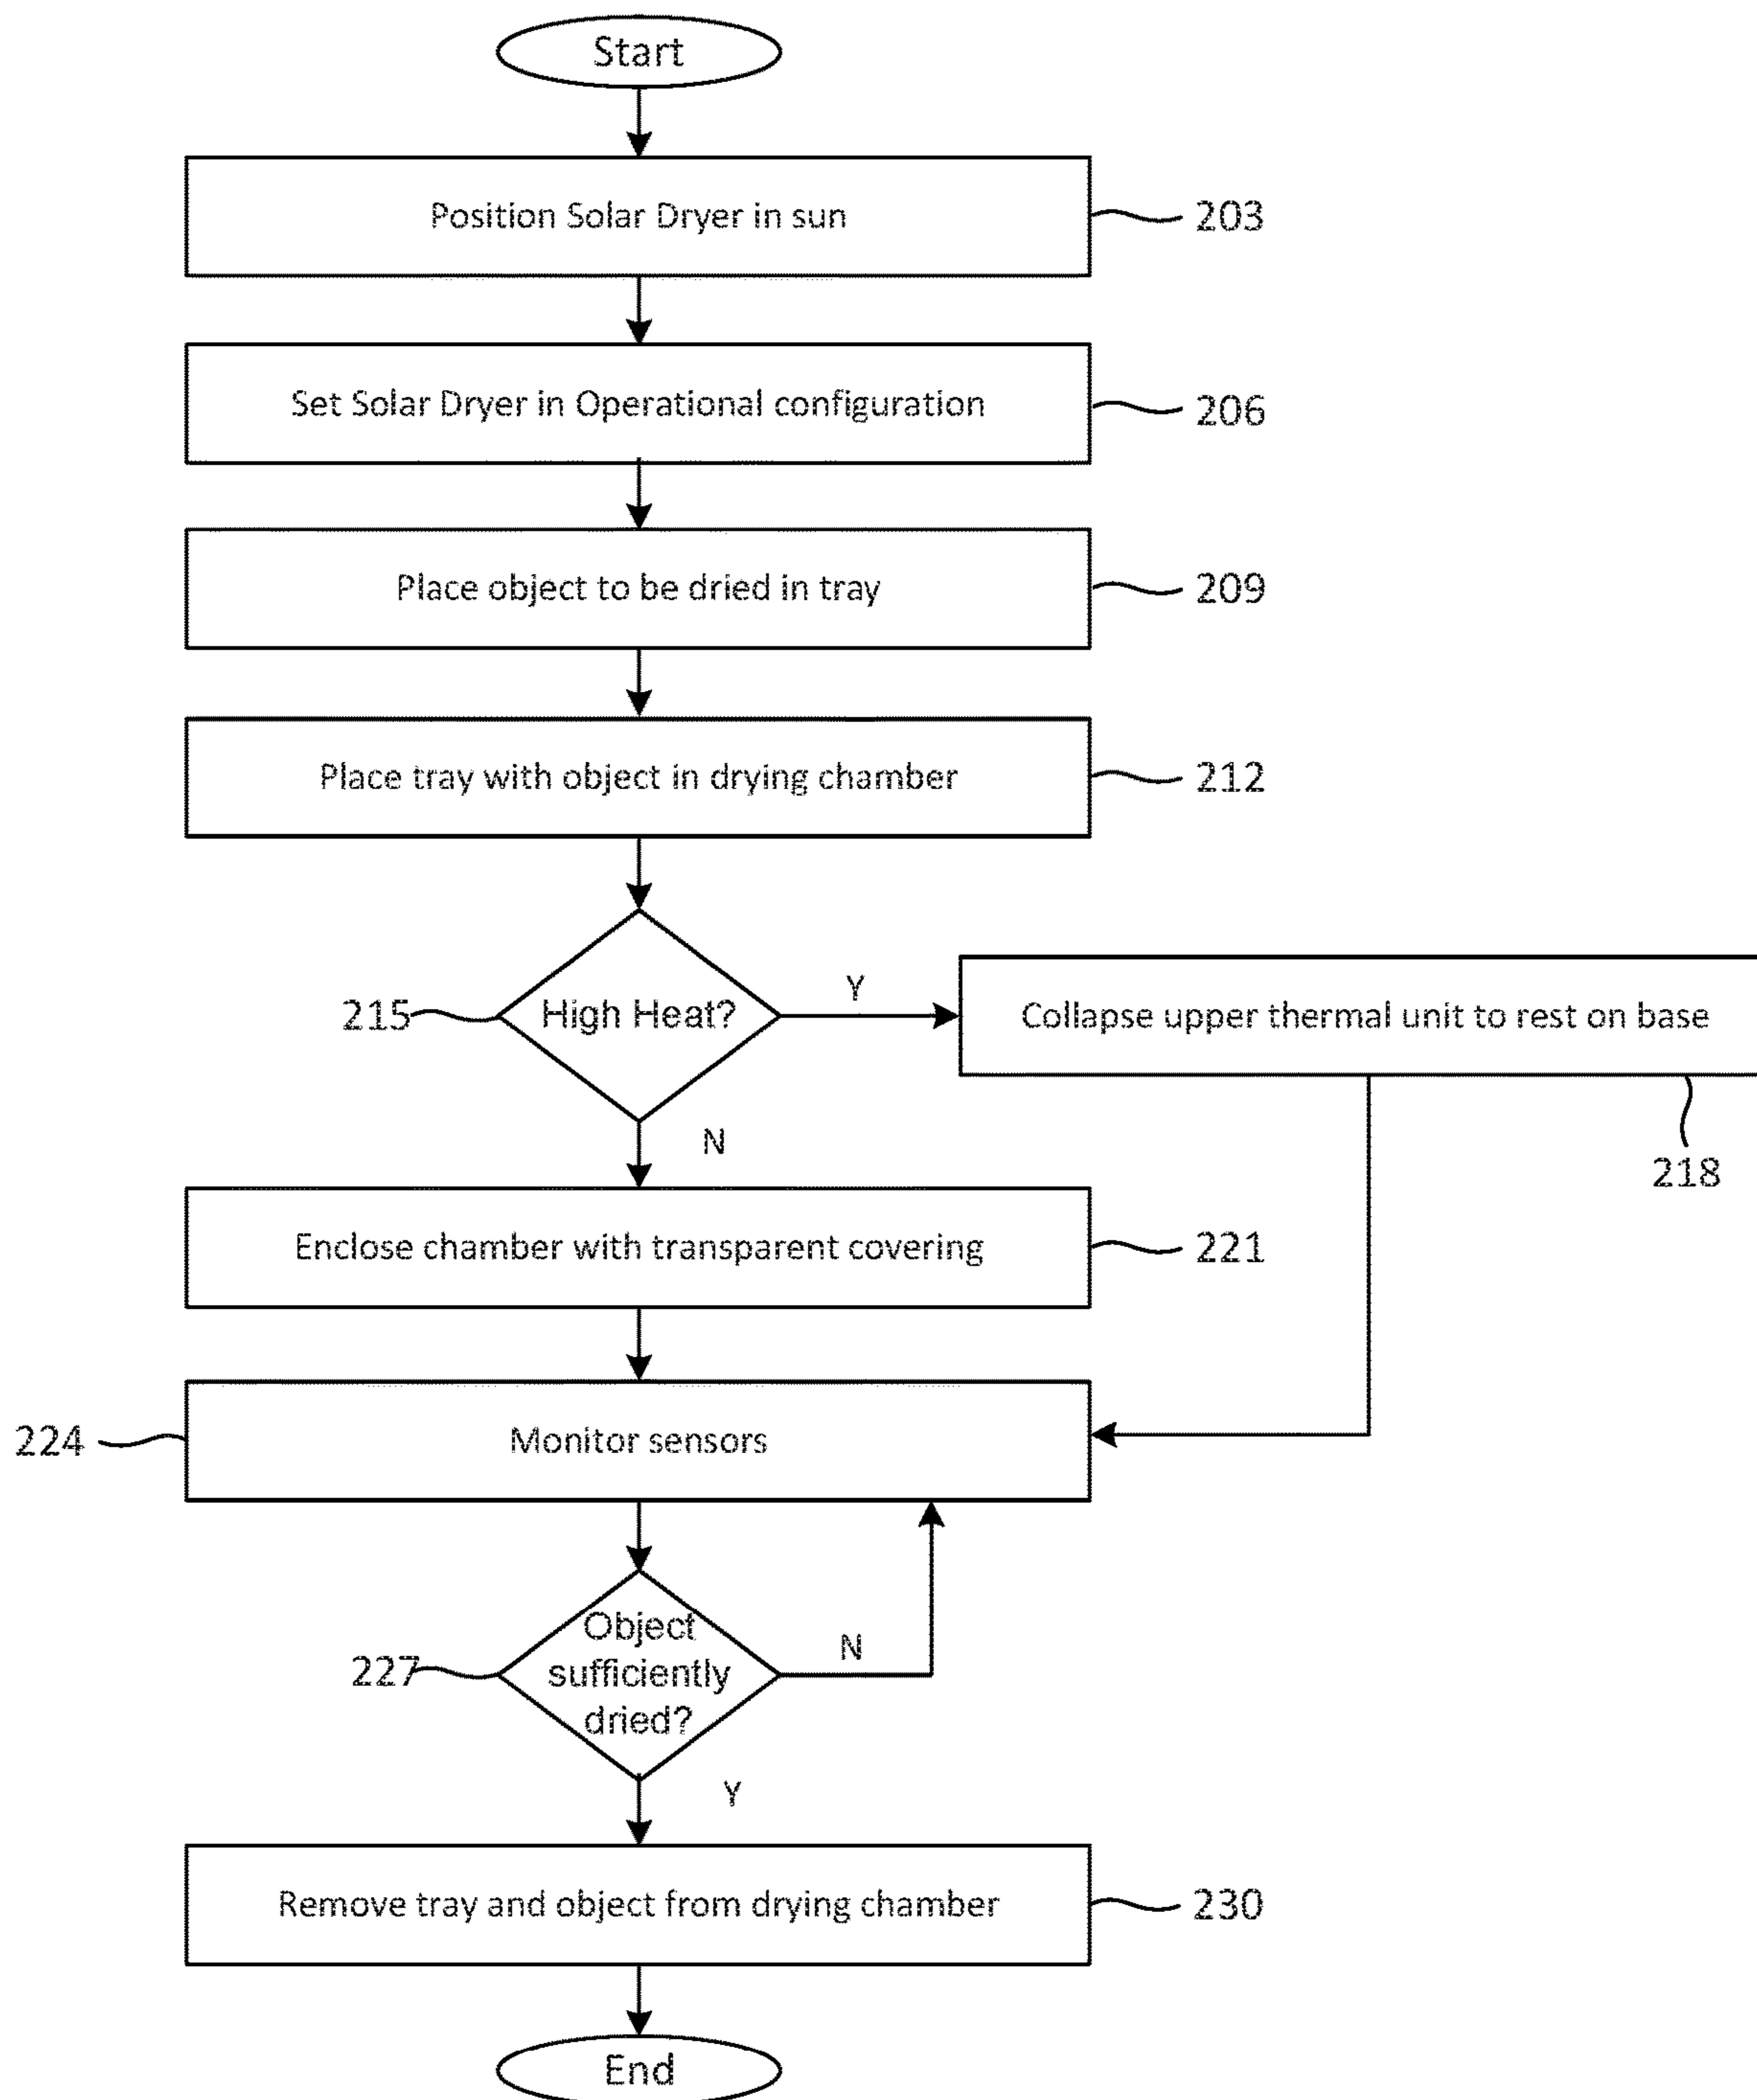 Start
Position Solar Dryer in sun
203
Set Solar Dryer in Operational configuration
206
Place object to be dried in tray
209
Place tray with object in drying chamber
212
215
High Heat?
Y
Collapse upper thermal unit to rest on base
218
N
Enclose chamber with transparent covering
221
224
Monitor sensors
227
Object
sufficiently
dried?
N
Y
Remove tray and object from drying chamber
230
End